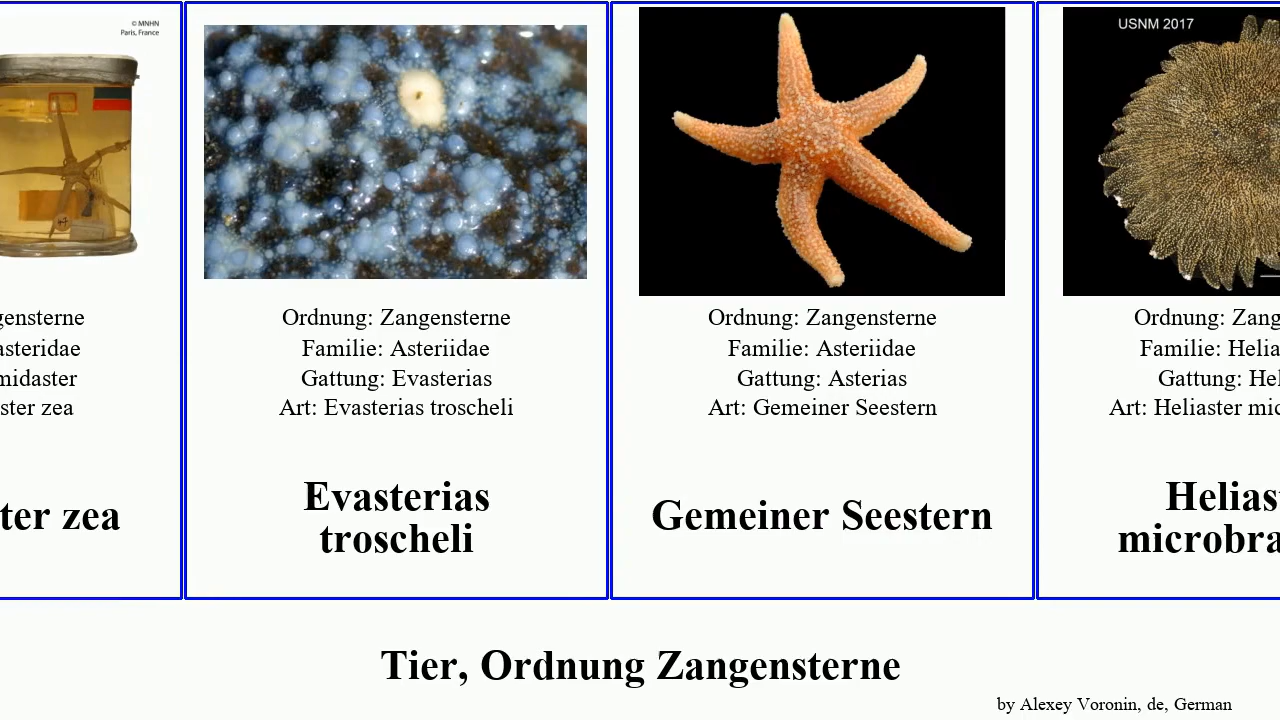 © MNHN
Paris, France
gensterne
asteridae
midaster
ster zea
ter zea
Ordnung: Zangensterne
Familie: Asteriidae
Gattung: Evasterias
Art: Evasterias troscheli
Evasterias
troscheli
Ordnung: Zangensterne
Familie: Asteriidae
Gattung: Asterias
Art: Gemeiner Seestern
Gemeiner Seestern
USNM 2017
Ordnung: Zang
Familie: Helia
Gattung: Hel
Art: Heliaster mic
Helias
microbra
Tier, Ordnung Zangensterne
by Alexey Voronin, de, German